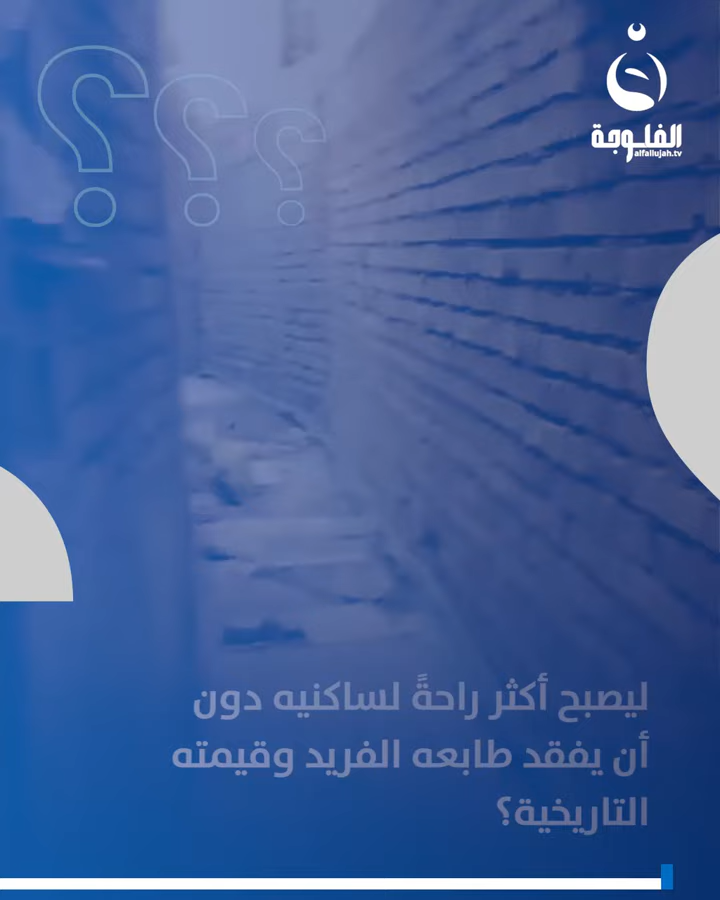 ؟؟؟
الفلوجة
alfallujah.tv
ليصبح أكثر راحةً لساكنيه دون
أن يفقد طابعه الفريد وقيمته
التاريخية؟